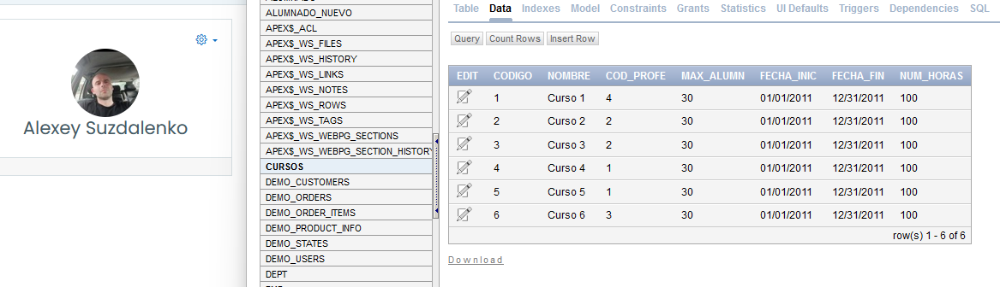 Alexey Suzdalenko
ALUMNADO_NUEVO
APEX$_ACL
APEX$_WS_FILES
APEX$_WS_HISTORY
APEX$_WS_LINKS
APEX$_WS_NOTES
APEX$_WS_ROWS
APEX$_WS_TAGS
APEX$_WS_WEBPG_SECTIONS
APEX$_WS_WEBPG_SECTION_HISTORY
CURSOS
DEMO_CUSTOMERS
DEMO_ORDERS
DEMO_ORDER_ITEMS
DEMO_PRODUCT_INFO
DEMO_STATES
DEMO_USERS
DEPT
Table Data Indexes Model Constraints Grants Statistics UI Defaults Triggers Dependencies SQL
Query Count Rows Insert Row
EDIT CODIGO NOMBRE COD_PROFE MAX_ALUMN FECHA_INIC FECHA_FIN NUM_HORAS
1 Curso 1 4 30 01/01/2011 12/31/2011 100
2 Curso 2 2 30 01/01/2011 12/31/2011 100
3 Curso 3 2 30 01/01/2011 12/31/2011 100
4 Curso 4 1 30 01/01/2011 12/31/2011 100
5 Curso 5 1 30 01/01/2011 12/31/2011 100
6 Curso 6 3 30 01/01/2011 12/31/2011 100
row(s) 1 - 6 of 6
Download